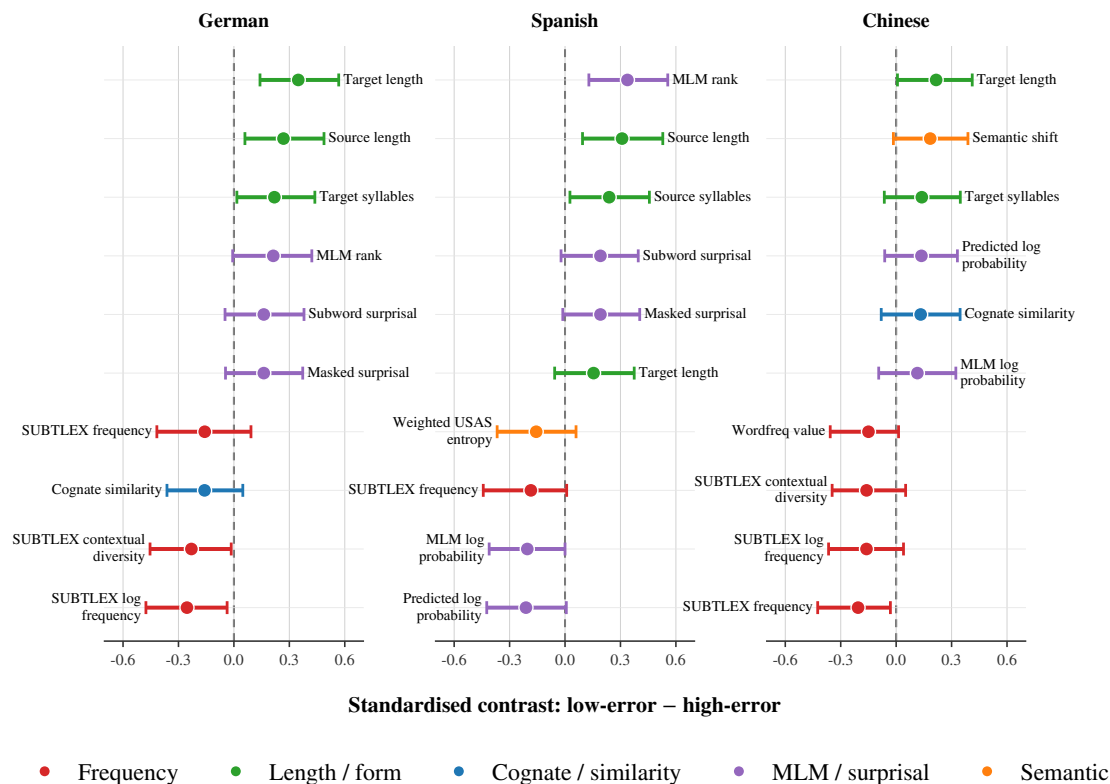 German
Target length
Source length
Target syllables
MLM rank
Subword surprisal
Masked surprisal
SUBTLEX frequency
Cognate similarity
SUBTLEX contextual
diversity
SUBTLEX log
frequency
-0.6 -0.3 0.0 0.3 0.6
Spanish
MLM rank
Source length
Source syllables
Subword surprisal
Masked surprisal
Target length
Weighted USAS
entropy
SUBTLEX frequency
MLM log
probability
Predicted log
probability
-0.6 -0.3 0.0 0.3 0.6
Chinese
Target length
Semantic shift
Target syllables
Predicted log
probability
Cognate similarity
MLM log
probability
Wordfreq value
SUBTLEX contextual
diversity
SUBTLEX log
frequency
SUBTLEX frequency
-0.6 -0.3 0.0 0.3 0.6
Standardised contrast: low-error − high-error
Frequency Length / form Cognate / similarity MLM / surprisal Semantic